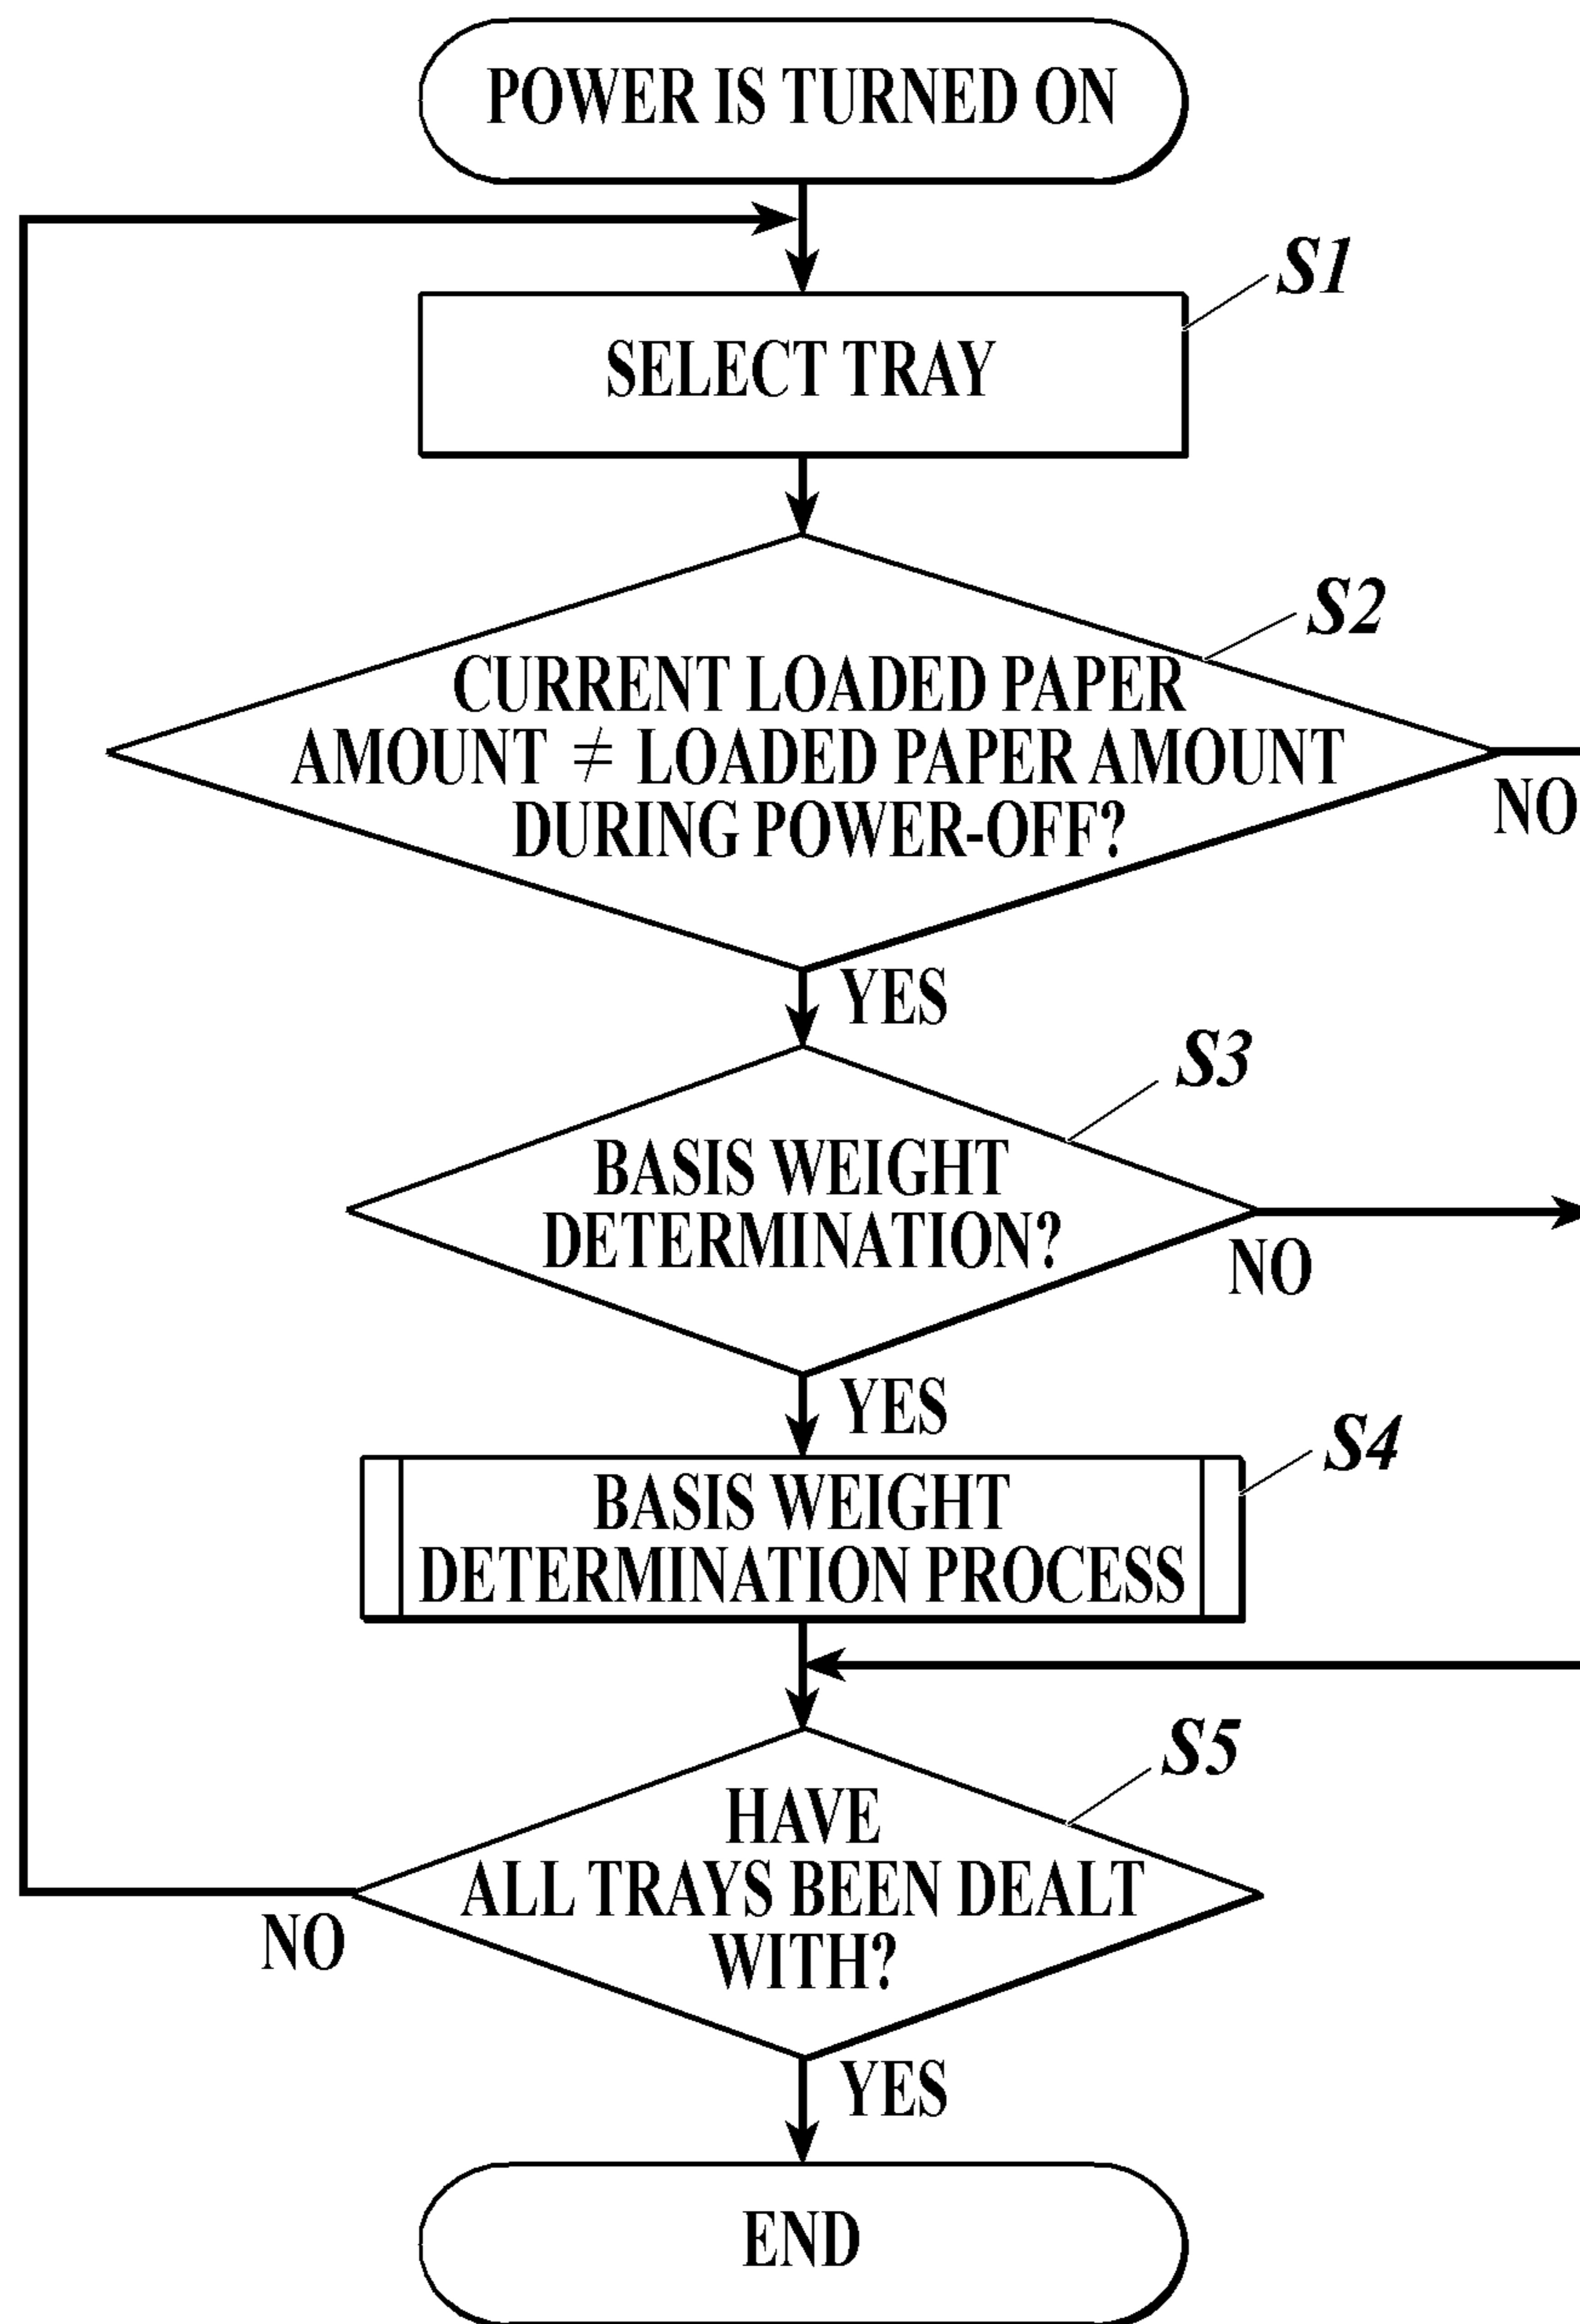 POWER IS TURNED ON
S1
SELECT TRAY
S2
CURRENT LOADED PAPER
AMOUNT ≠ LOADED PAPER AMOUNT
DURING POWER-OFF?
NO
YES
S3
BASIS WEIGHT
DETERMINATION?
NO
YES
S4
BASIS WEIGHT
DETERMINATION PROCESS
S5
HAVE
ALL TRAYS BEEN DEALT
WITH?
NO
YES
END